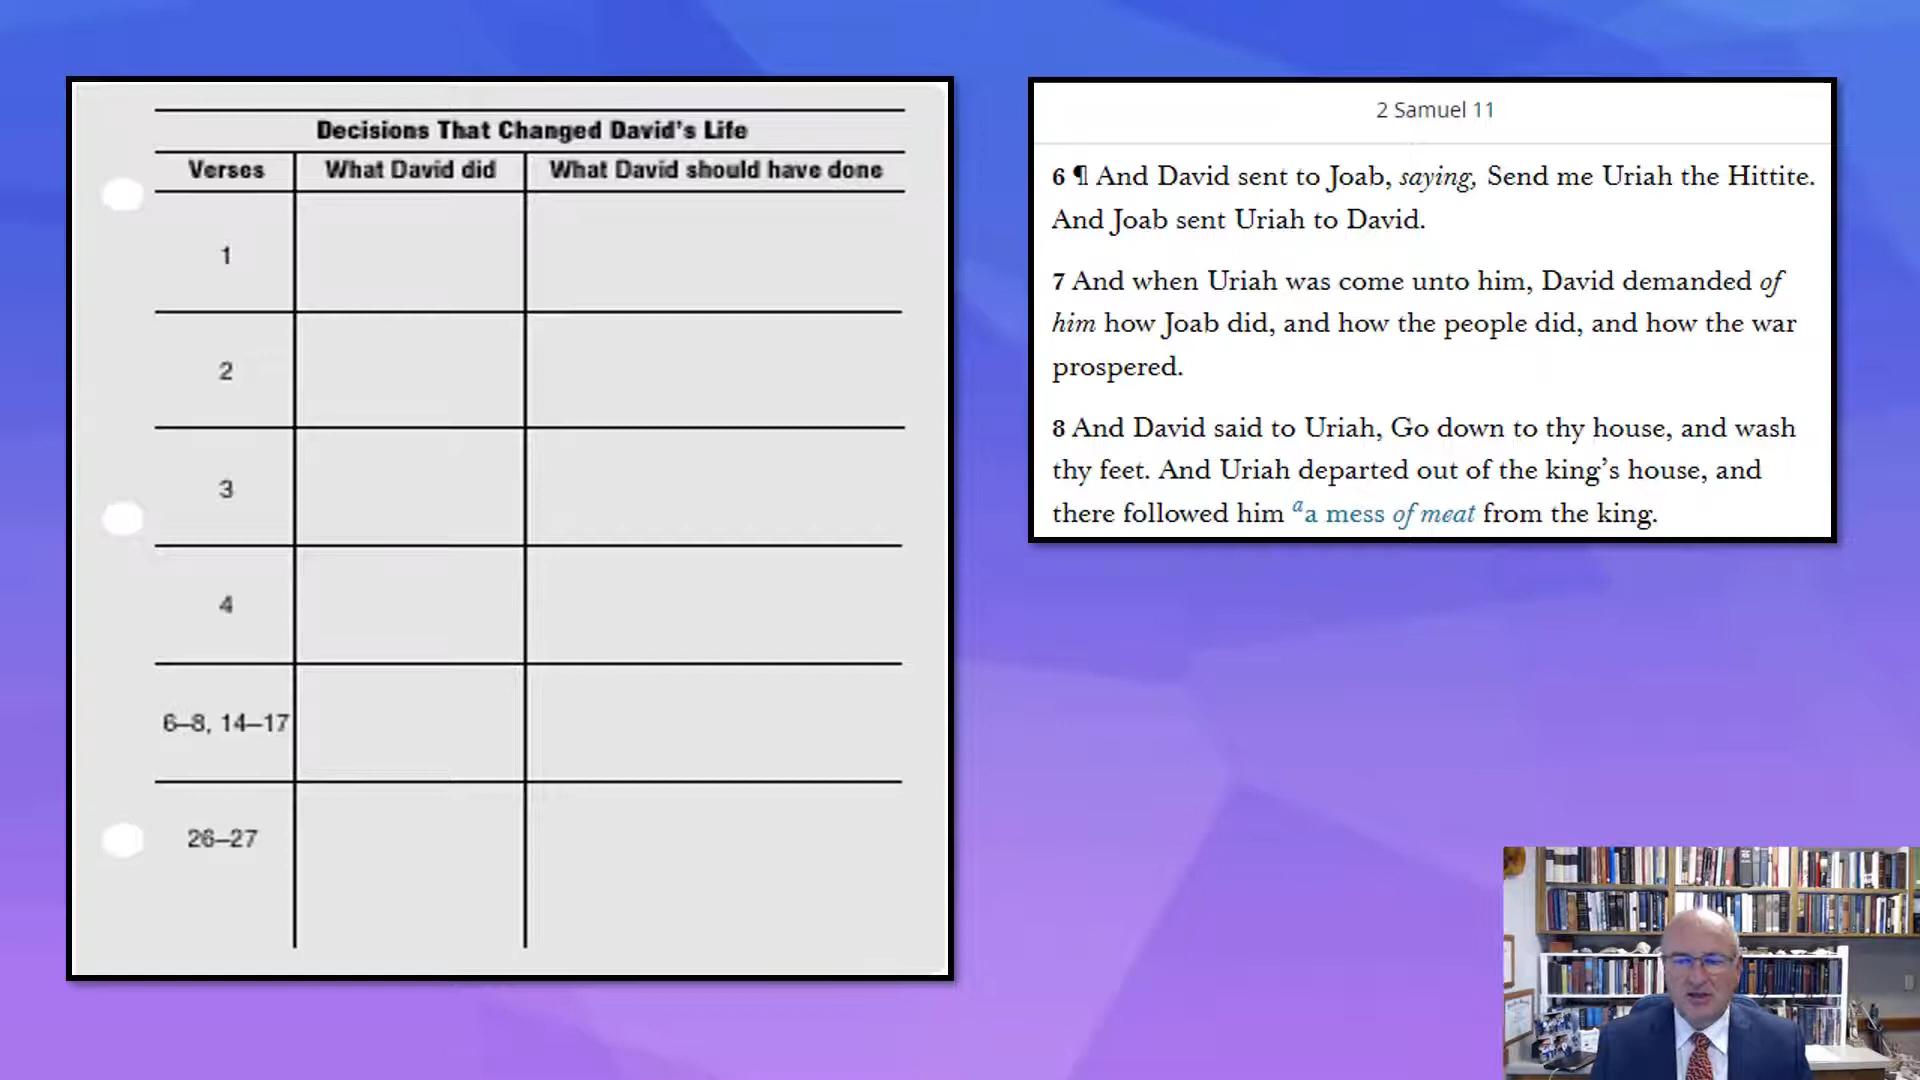 Decisions That Changed David's Life
Verses What David did What David should have done
1
2
3
4
6–8, 14–17
26–27
2 Samuel 11
6 ¶ And David sent to Joab, saying, Send me Uriah the Hittite.
And Joab sent Uriah to David.
7 And when Uriah was come unto him, David demanded of
him how Joab did, and how the people did, and how the war
prospered.
8 And David said to Uriah, Go down to thy house, and wash
thy feet. And Uriah departed out of the king’s house, and
there followed him a a mess of meat from the king.